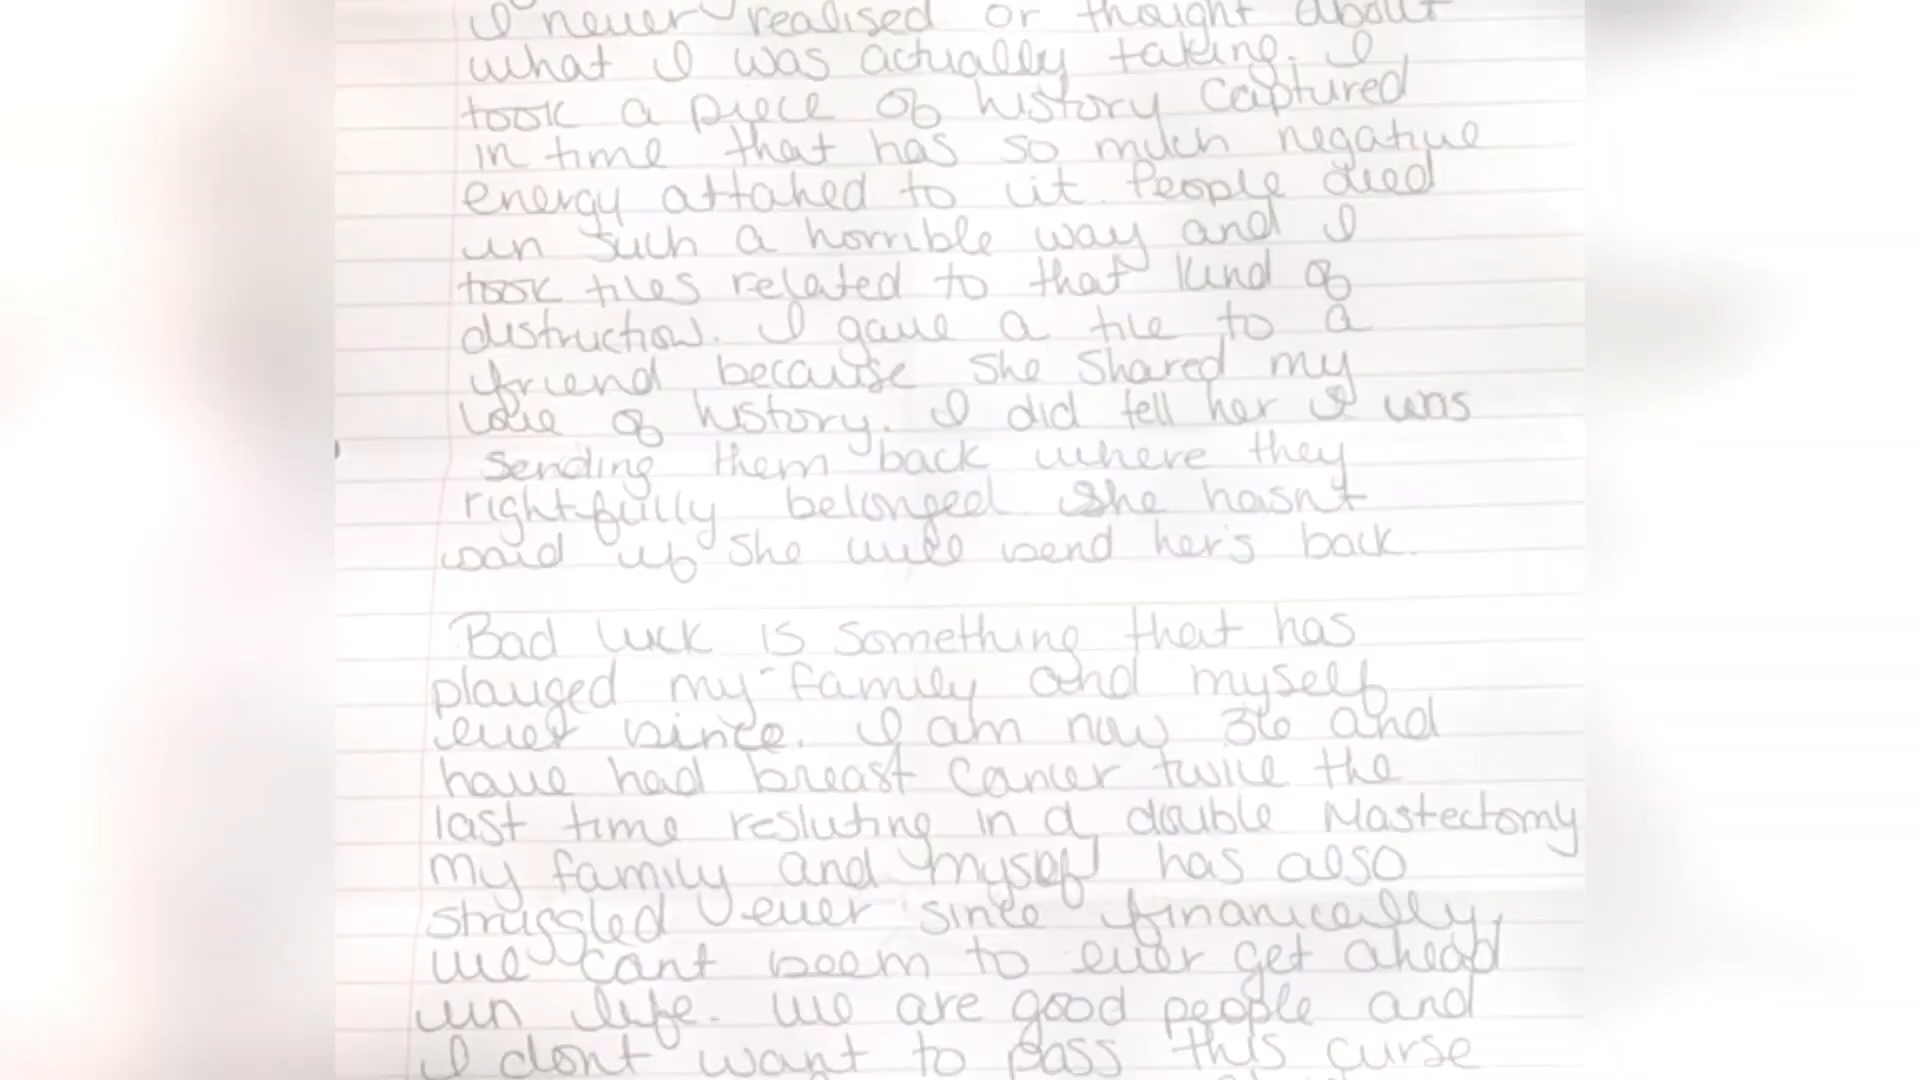 I never realised or thought about
what I was actually taking. I
took a piece of history captured
in time that has so much negative
energy attahed to it. People died
in such a horrible way and I
took tiles related to that kind of
distruction. I gave a tile to a
friend because she shared my
love of history. I did tell her I was
sending them back where they
rightfully belonged she hasn't
said if she will send her's back.
Bad luck is something that has
plauged my family and myself
ever since. I am now 36 and
have had breast cancer twice the
last time resluting in a double Mastectomy
My family and myself has also
struggled ever since financially,
we cant seem to ever get ahead
in life. We are good people and
I dont want to pass this curse